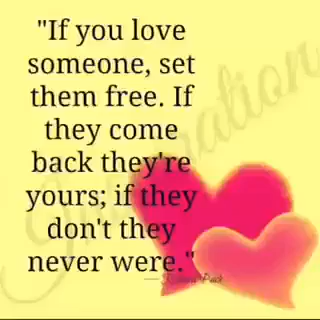 "If you love
someone, set
them free. If
they come
back they're
yours; if they
don't they
never were."